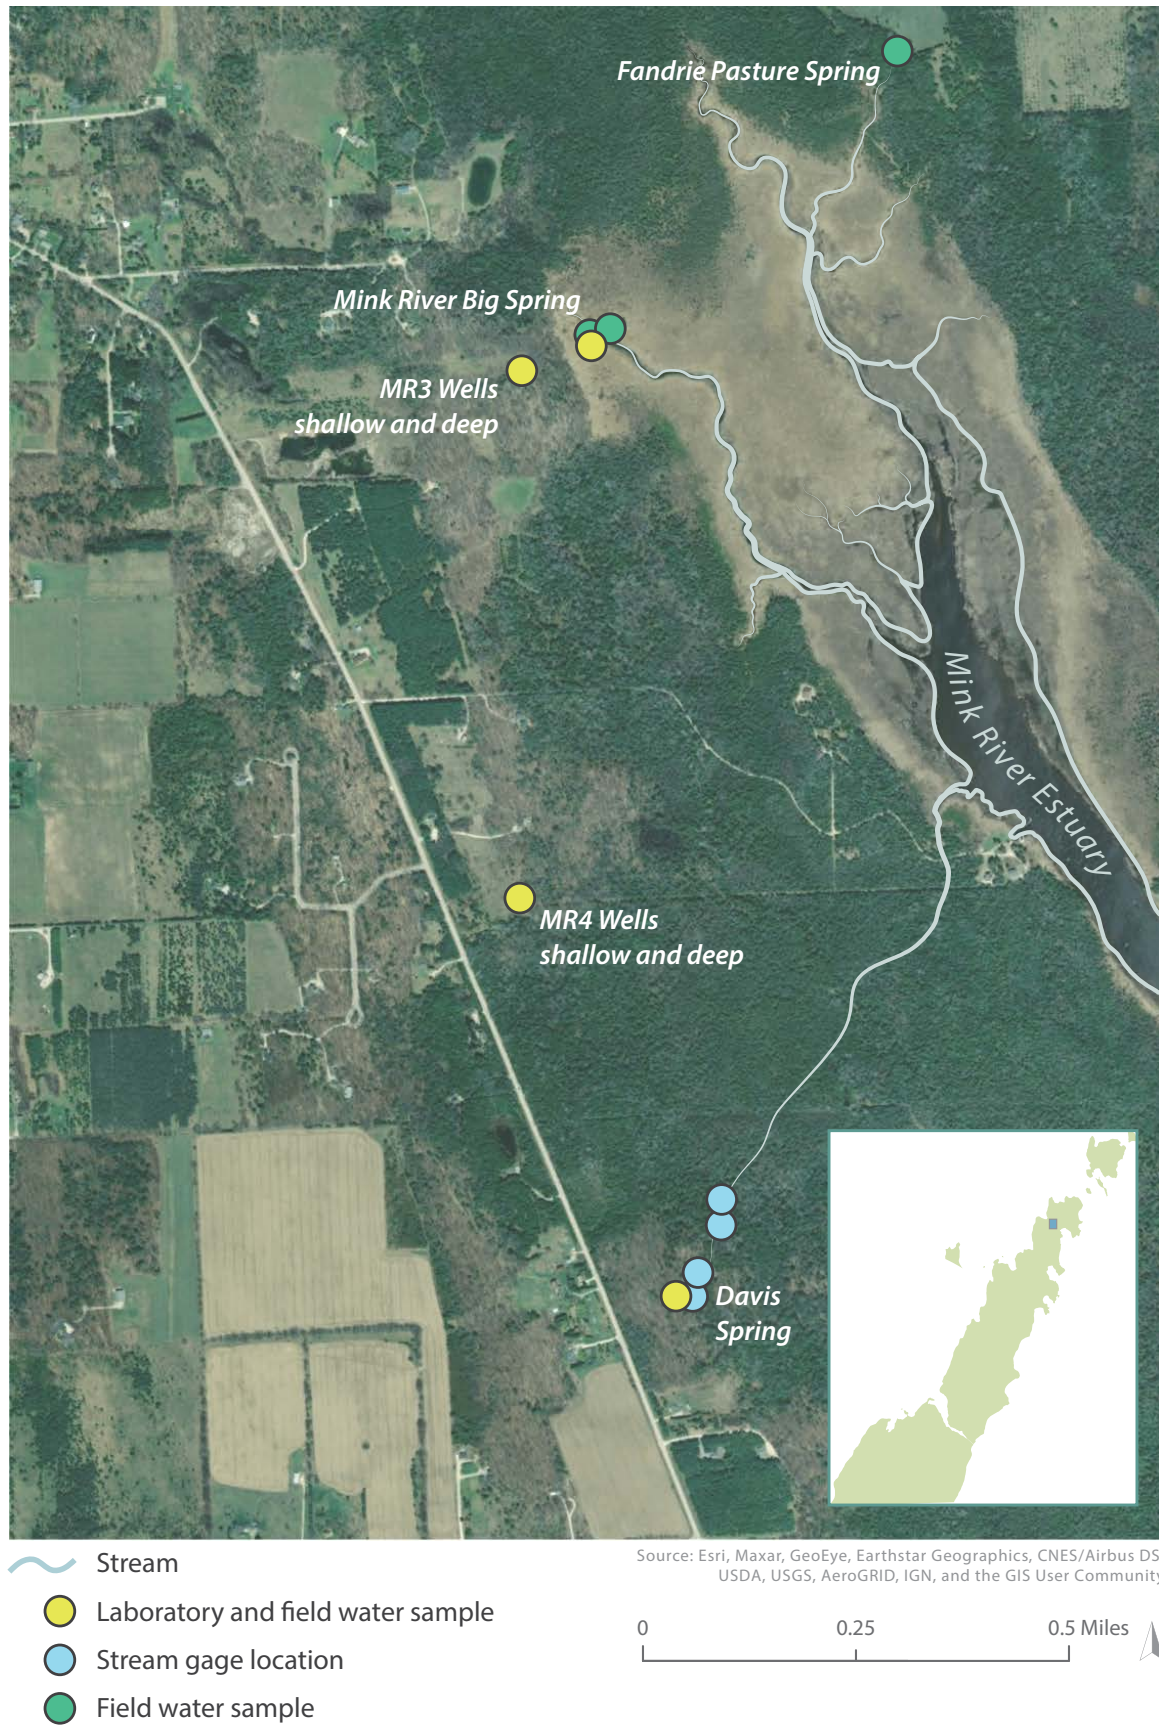 Fandrie Pasture Spring
Mink River Big Spring
MR3 Wells
shallow and deep
Mink River Estuary
MR4 Wells
shallow and deep
Davis
Spring
Stream
Laboratory and field water sample
Stream gage location
Field water sample
Source: Esri, Maxar, GeoEye, Earthstar Geographics, CNES/Airbus DS
USDA, USGS, AeroGRID, IGN, and the GIS User Community
0 0.25 0.5 Miles